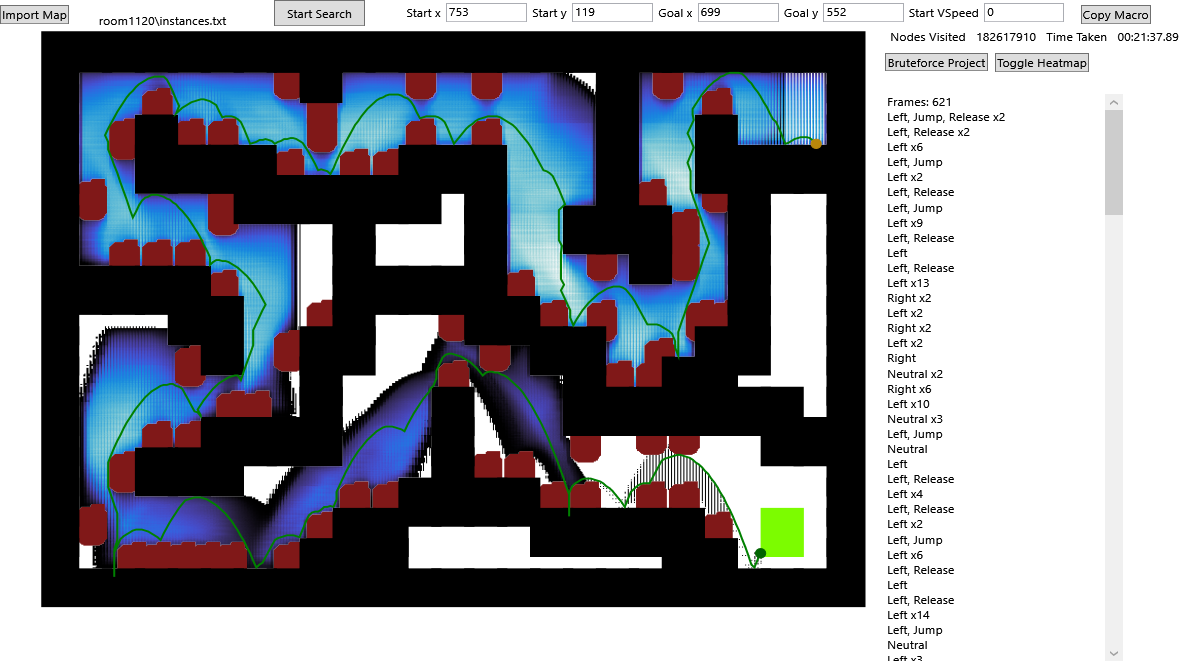 Import Map
room1120\instances.txt
Start Search
Start x 753 Start y 119 Goal x 699 Goal y 552 Start VSpeed 0
Copy Macro
Nodes Visited 182617910 Time Taken 00:21:37.89
Bruteforce Project Toggle Heatmap
Frames: 621
Left, Jump, Release x2
Left, Release x2
Left x6
Left, Jump
Left x2
Left, Release
Left, Jump
Left x9
Left, Release
Left
Left, Release
Left x13
Right x2
Left x2
Right x2
Left x2
Right
Neutral x2
Right x6
Left x10
Neutral x3
Left, Jump
Neutral
Left
Left, Release
Left x4
Left, Release
Left x2
Left, Jump
Left x6
Left, Release
Left
Left, Release
Left x14
Left, Jump
Neutral
Left x3